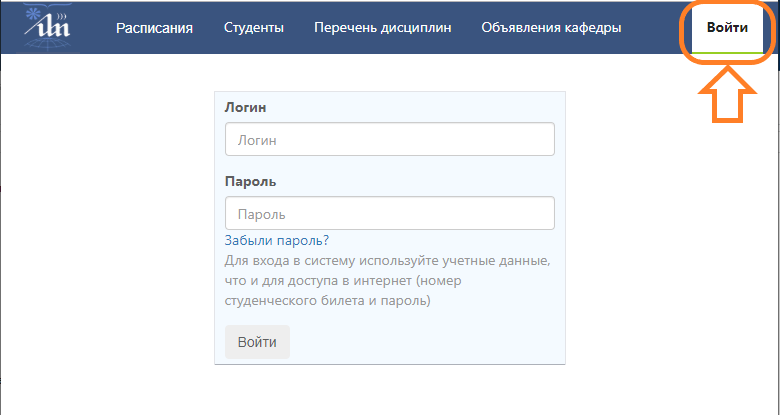 Расписания Студенты Перечень дисциплин Объявления кафедры Войти
Логин
Логин
Пароль
Пароль
Забыли пароль?
Для входа в систему используйте учетные данные,
что и для доступа в интернет (номер
студенческого билета и пароль)
Войти